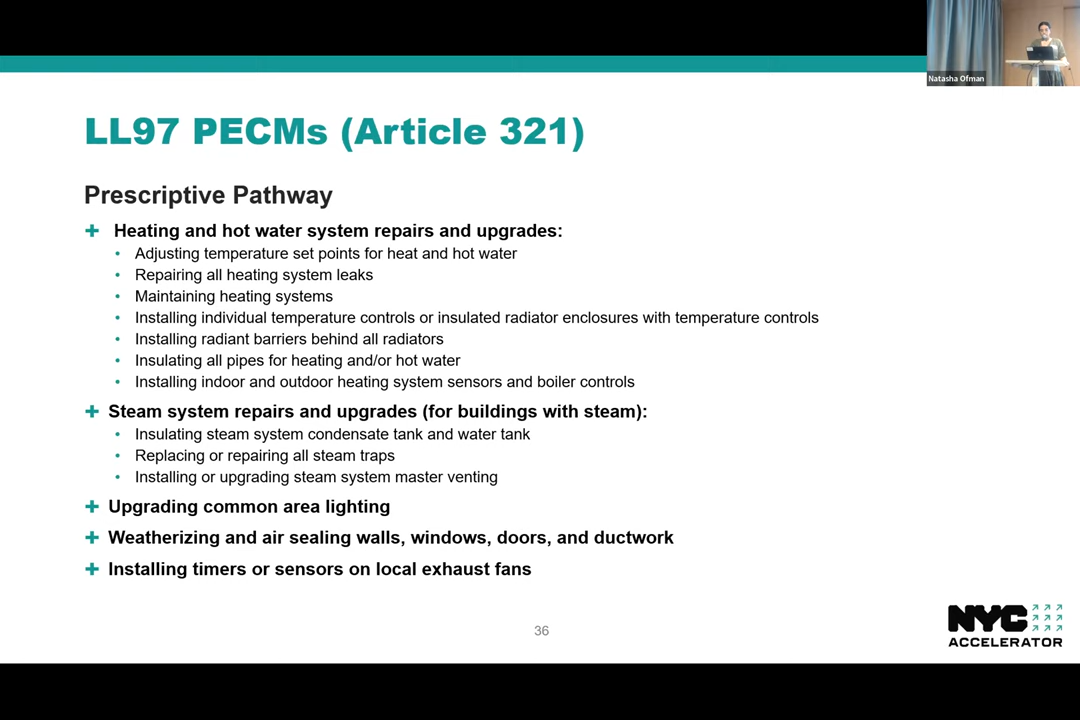 Natasha Ofman
LL97 PECMs (Article 321)
Prescriptive Pathway
Heating and hot water system repairs and upgrades:
• Adjusting temperature set points for heat and hot water
• Repairing all heating system leaks
• Maintaining heating systems
• Installing individual temperature controls or insulated radiator enclosures with temperature controls
• Installing radiant barriers behind all radiators
• Insulating all pipes for heating and/or hot water
• Installing indoor and outdoor heating system sensors and boiler controls
Steam system repairs and upgrades (for buildings with steam):
• Insulating steam system condensate tank and water tank
• Replacing or repairing all steam traps
• Installing or upgrading steam system master venting
Upgrading common area lighting
Weatherizing and air sealing walls, windows, doors, and ductwork
Installing timers or sensors on local exhaust fans
36
NYC
ACCELERATOR